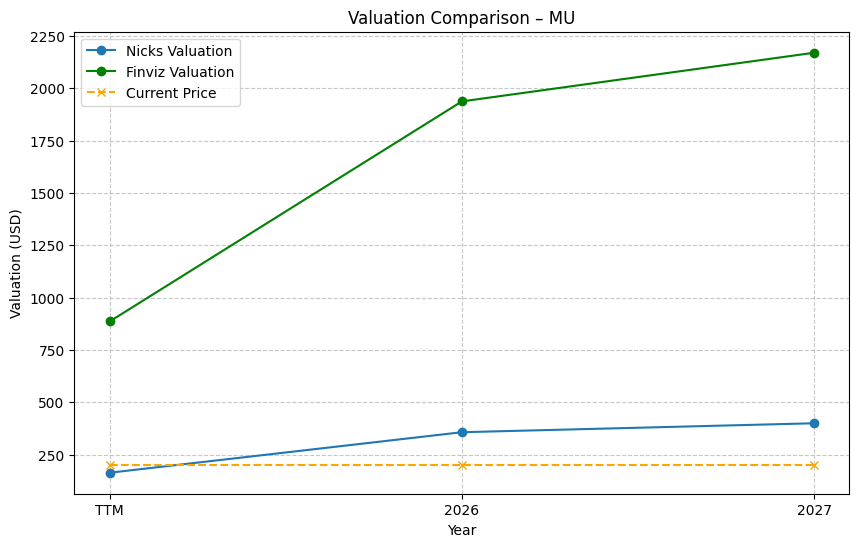 Valuation Comparison – MU
Nicks Valuation
Finviz Valuation
Current Price
Valuation (USD)
2250
2000
1750
1500
1250
1000
750
500
250
TTM
2026
2027
Year